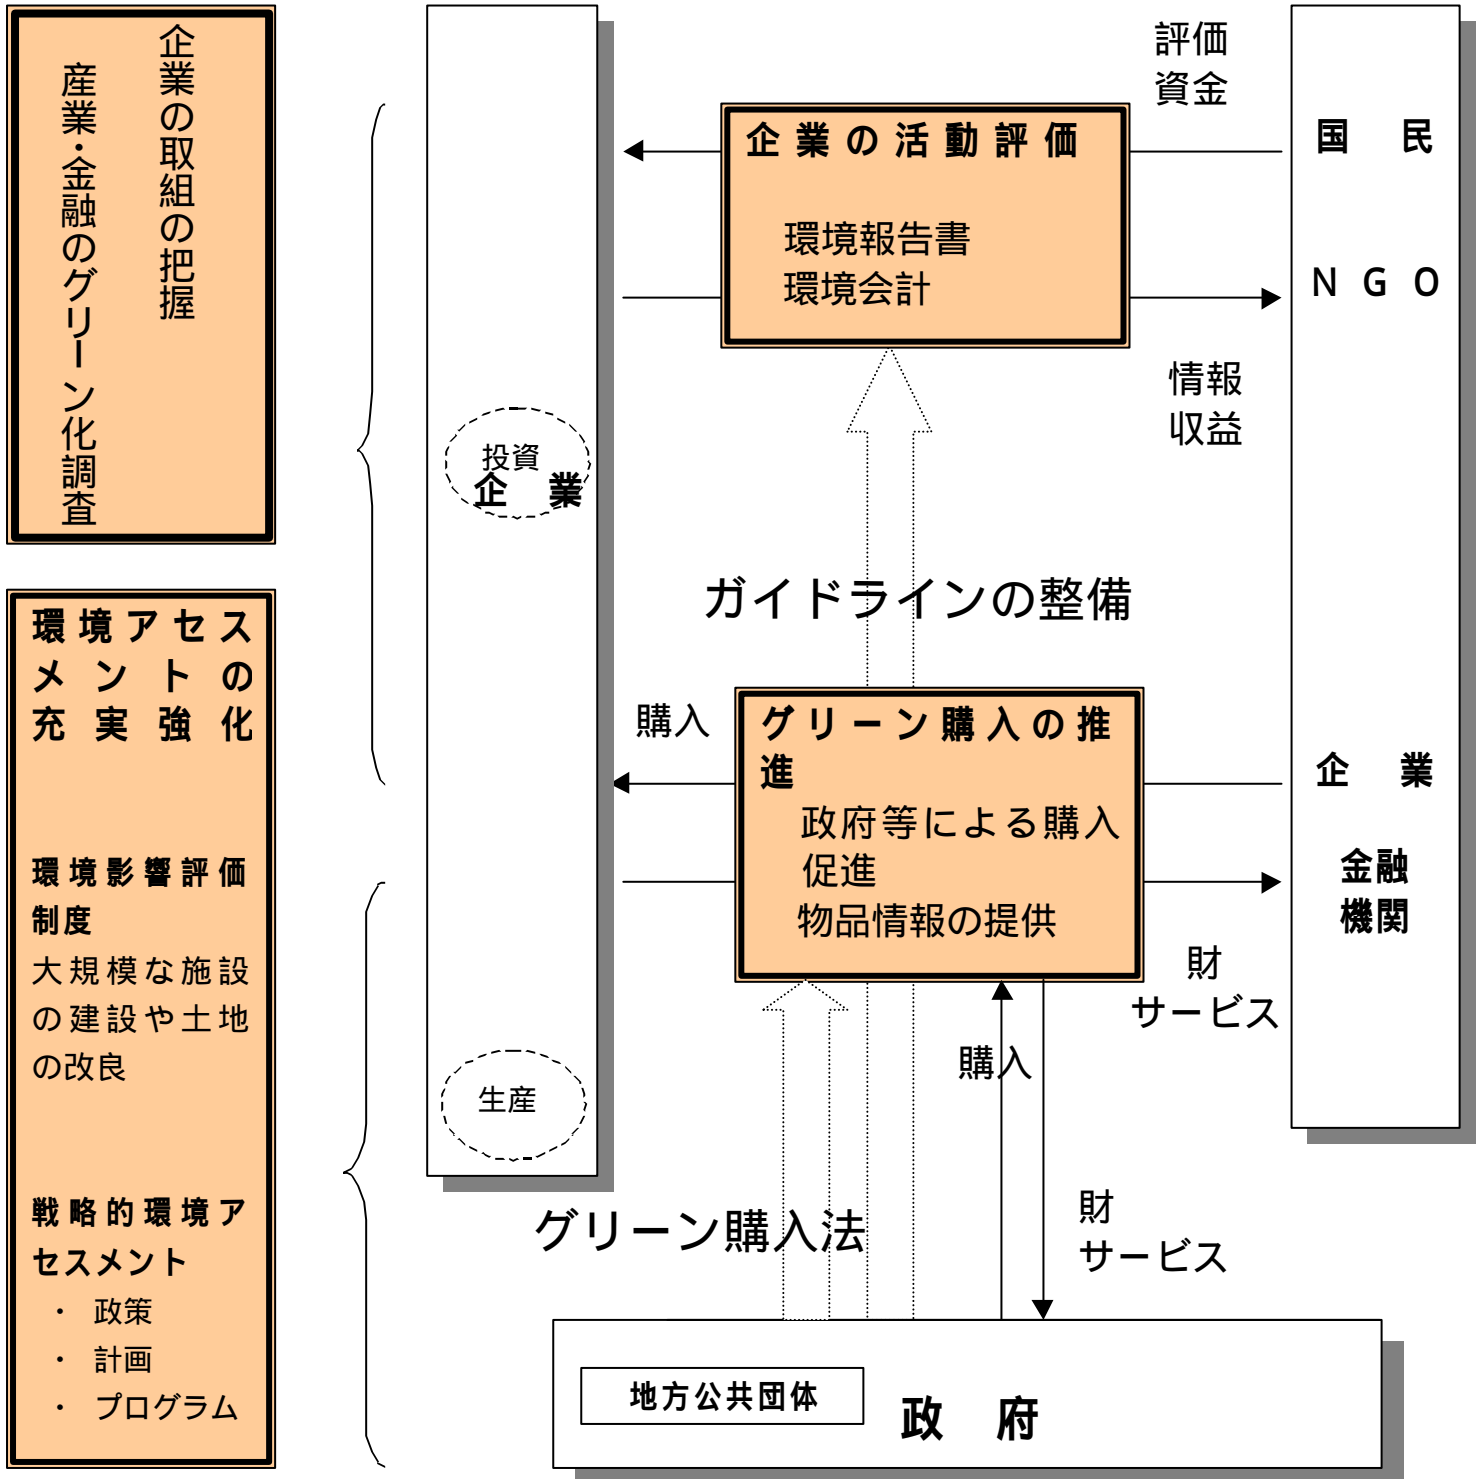 企業の取組の把握
産業・金融のグリーン化調査
環境アセス
メントの
充実強化
環境影響評価
制度
大規模な施設
の建設や土地
の改良
戦略的環境ア
セスメント
・ 政策
・ 計画
・ プログラム
投資
企 業
生産
評価
資金
企業の活動評価
環境報告書
環境会計
情報
収益
ガイドラインの整備
購入
グリーン購入の推
進
政府等による購入
促進
物品情報の提供
財
サービス
購入
グリーン購入法
財
サービス
国 民
NGO
企 業
金融
機関
地方公共団体
政 府